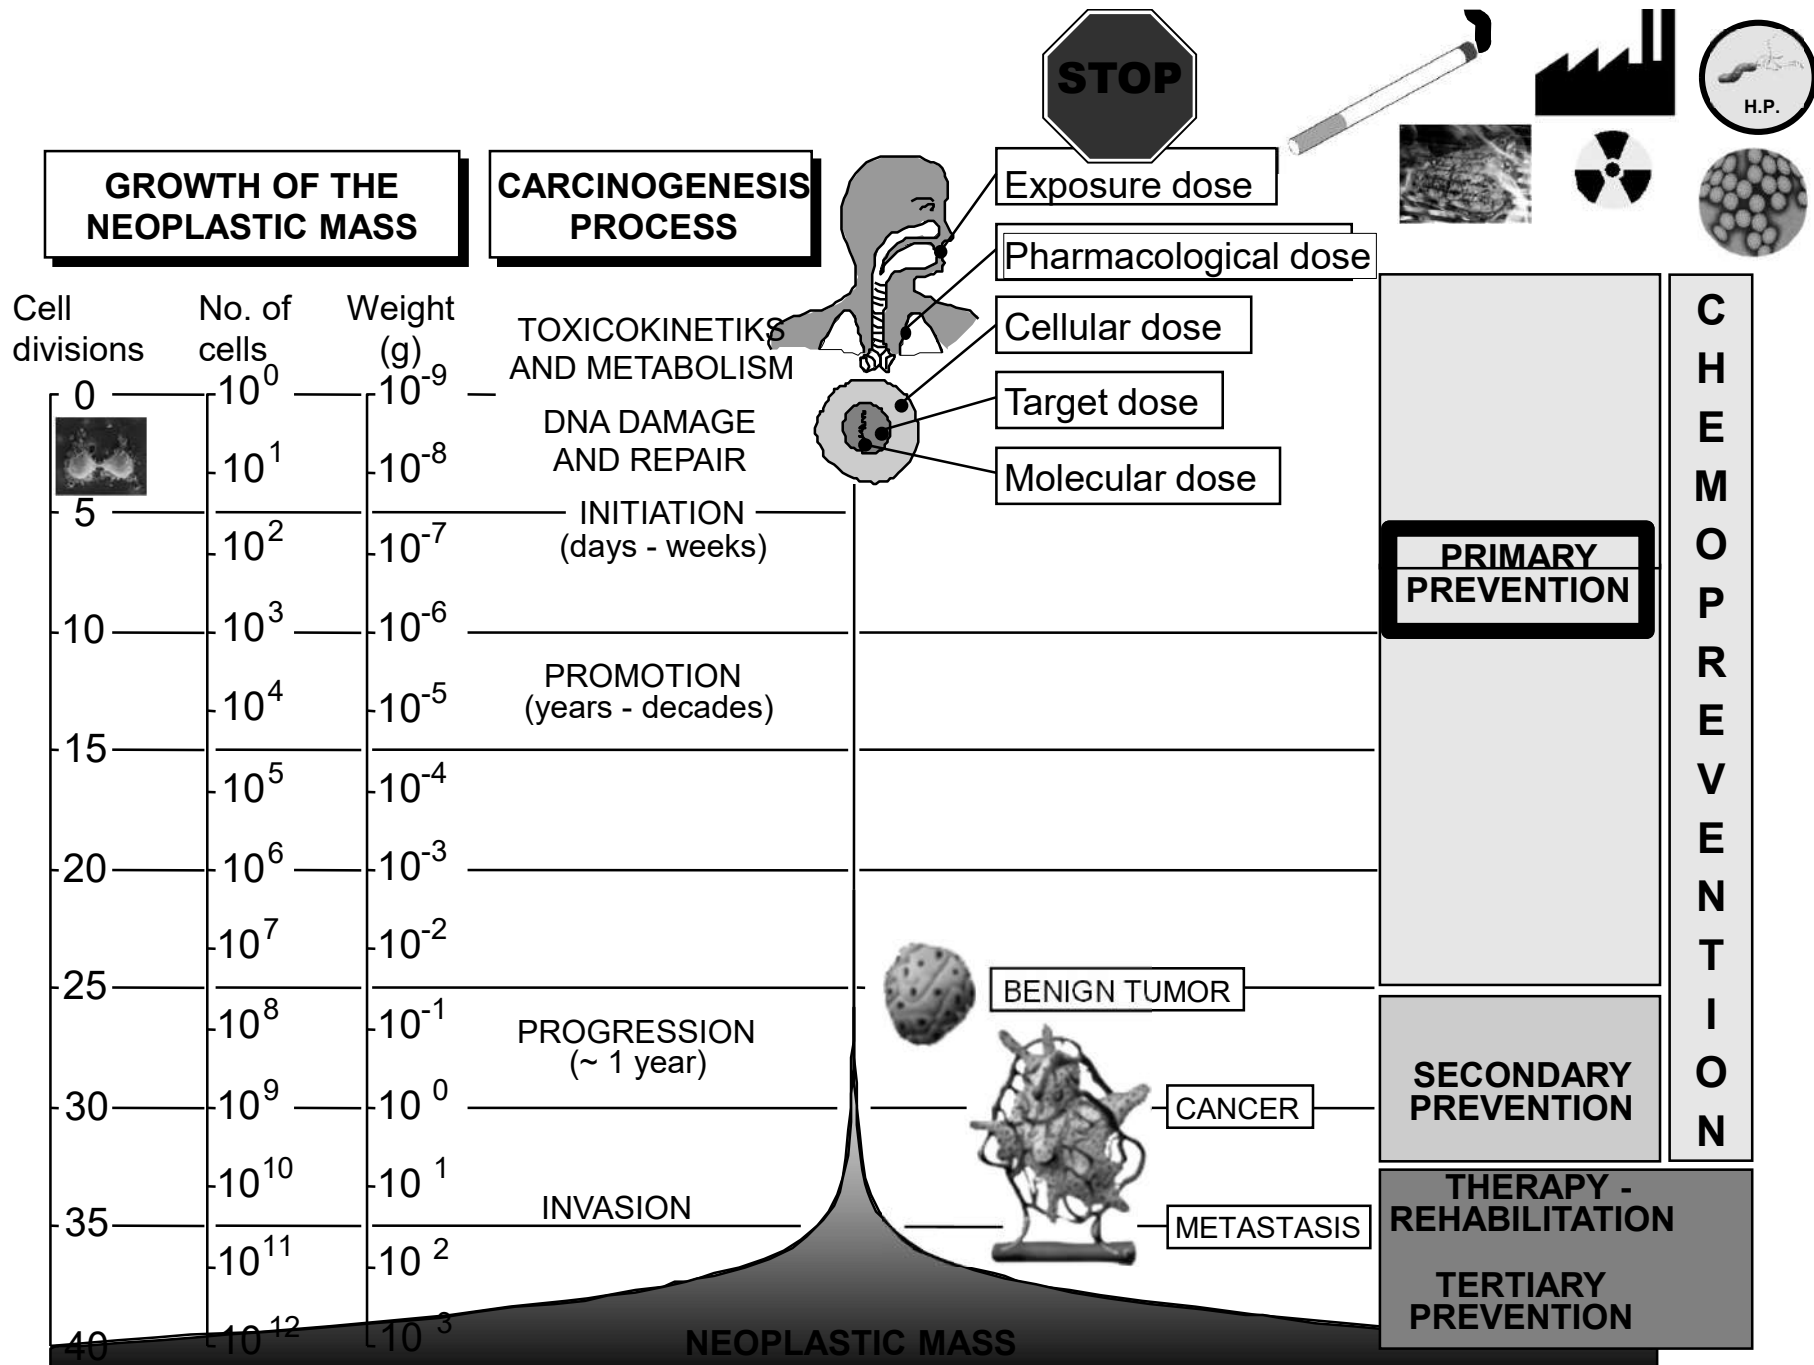 STOP
H.P.
GROWTH OF THE
NEOPLASTIC MASS
CARCINOGENESIS
PROCESS
Exposure dose
Pharmacological dose
Cellular dose
Target dose
Molecular dose
Cell
divisions
No. of
cells
Weight
(g)
TOXICOKINETIKS
AND METABOLISM
0
10^0
10^-9
DNA DAMAGE
AND REPAIR
10^1
10^-8
5
INITIATION
(days - weeks)
10^2
10^-7
PRIMARY
PREVENTION
10
10^3
10^-6
PROMOTION
(years - decades)
10^4
10^-5
15
10^5
10^-4
20
10^6
10^-3
10^7
10^-2
25
BENIGN TUMOR
10^8
10^-1
PROGRESSION
(~ 1 year)
SECONDARY
PREVENTION
30
10^9
10^0
CANCER
10^10
10^1
INVASION
35
METASTASIS
THERAPY -
REHABILITATION
10^11
10^2
TERTIARY
PREVENTION
40
10^12
10^3
NEOPLASTIC MASS
C
H
E
M
O
P
R
E
V
E
N
T
I
O
N